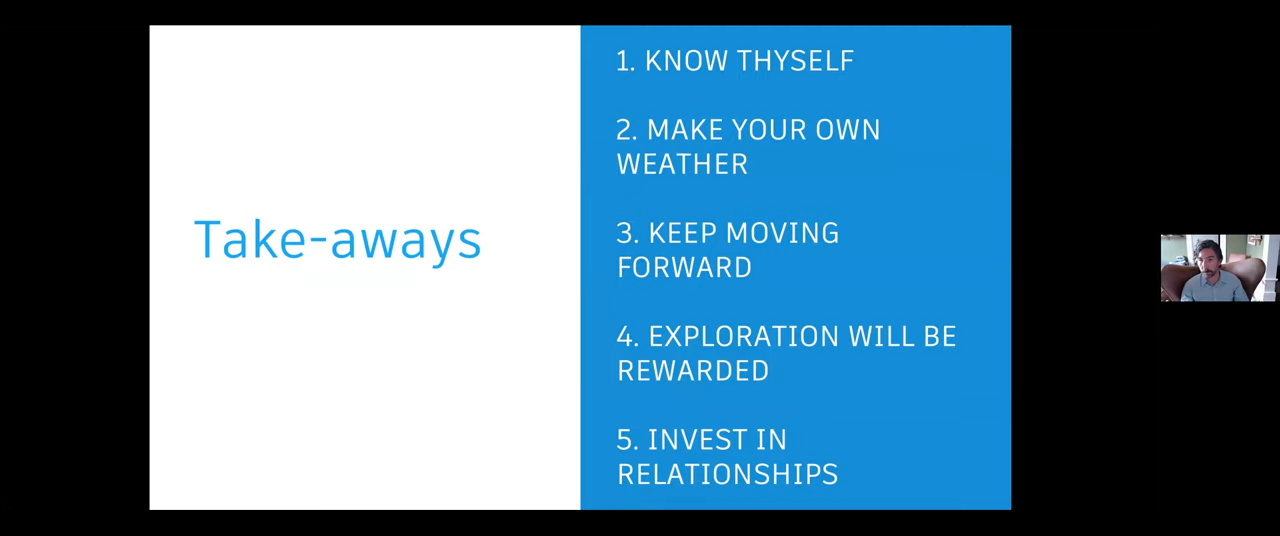 Take-aways
1. KNOW THYSELF
2. MAKE YOUR OWN
WEATHER
3. KEEP MOVING
FORWARD
4. EXPLORATION WILL BE
REWARDED
5. INVEST IN
RELATIONSHIPS